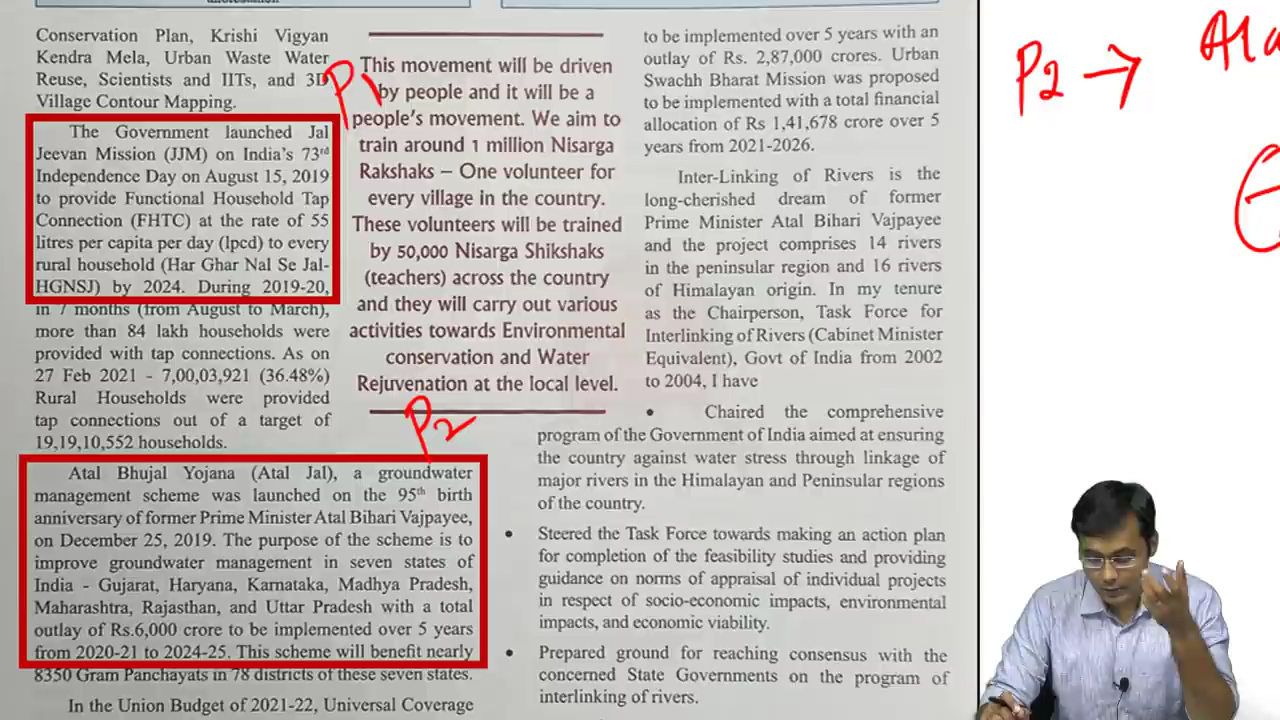 Conservation Plan, Krishi Vigyan
Kendra Mela, Urban Waste Water
Reuse, Scientists and IITs, and 3D
Village Contour Mapping.
The Government launched Jal
Jeevan Mission (JJM) on India's 73rd
Independence Day on August 15, 2019
to provide Functional Household Tap
Connection (FHTC) at the rate of 55
litres per capita per day (lpcd) to every
rural household (Har Ghar Nal Se Jal-
HGNSJ) by 2024. During 2019-20,
in 7 months (from August to March),
more than 84 lakh households were
provided with tap connections. As on
27 Feb 2021 - 7,00,03,921 (36.48%)
Rural Households were provided
tap connections out of a target of
19,19,10,552 households.
P2
Atal Bhujal Yojana (Atal Jal), a groundwater
management scheme was launched on the 95th birth
anniversary of former Prime Minister Atal Bihari Vajpayee,
on December 25, 2019. The purpose of the scheme is to
improve groundwater management in seven states of
India - Gujarat, Haryana, Karnataka, Madhya Pradesh,
Maharashtra, Rajasthan, and Uttar Pradesh with a total
outlay of Rs.6,000 crore to be implemented over 5 years
from 2020-21 to 2024-25. This scheme will benefit nearly
8350 Gram Panchayats in 78 districts of these seven states.
In the Union Budget of 2021-22, Universal Coverage
P1
This movement will be driven
by people and it will be a
people's movement. We aim to
train around 1 million Nisarga
Rakshaks – One volunteer for
every village in the country.
These volunteers will be trained
by 50,000 Nisarga Shikshaks
(teachers) across the country
and they will carry out various
activities towards Environmental
conservation and Water
Rejuvenation at the local level.
to be implemented over 5 years with an
outlay of Rs. 2,87,000 crores. Urban
Swachh Bharat Mission was proposed
to be implemented with a total financial
allocation of Rs 1,41,678 crore over 5
years from 2021-2026.
Inter-Linking of Rivers is the
long-cherished dream of former
Prime Minister Atal Bihari Vajpayee
and the project comprises 14 rivers
in the peninsular region and 16 rivers
of Himalayan origin. In my tenure
as the Chairperson, Task Force for
Interlinking of Rivers (Cabinet Minister
Equivalent), Govt of India from 2002
to 2004, I have
• Chaired the comprehensive
program of the Government of India aimed at ensuring
the country against water stress through linkage of
major rivers in the Himalayan and Peninsular regions
of the country.
• Steered the Task Force towards making an action plan
for completion of the feasibility studies and providing
guidance on norms of appraisal of individual projects
in respect of socio-economic impacts, environmental
impacts, and economic viability.
• Prepared ground for reaching consensus with the
concerned State Governments on the program of
interlinking of rivers.
P2 →